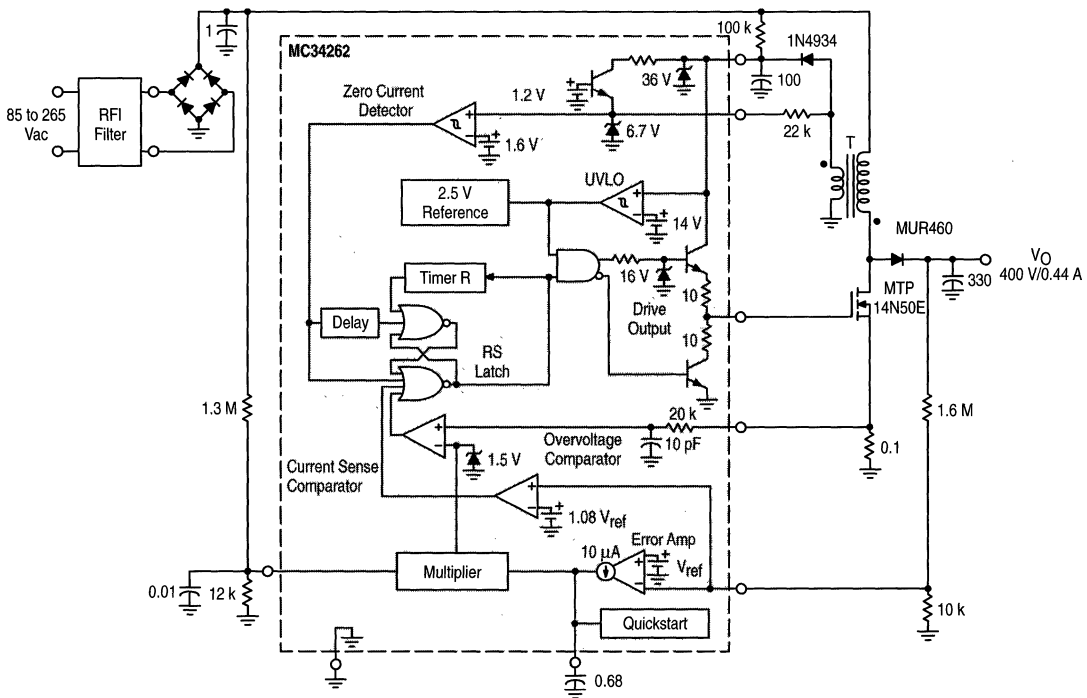 1
MC34262
100 k
1N4934
36 V
100
1.2 V
Zero Current
Detector
85 to 265
Vac
RFI
Filter
1.6 V
6.7 V
22 k
T
UVLO
2.5 V
Reference
14 V
MUR460
VO
400 V/0.44 A
16 V
330
MTP
14N50E
Timer R
10
Drive
Output
Delay
10
RS
Latch
1.3 M
20 k
1.6 M
10 pF
0.1
Overvoltage
Comparator
1.5 V
Current Sense
Comparator
1.08 Vref
Error Amp
10 µA
Vref
Multiplier
0.01
12 k
10 k
Quickstart
0.68